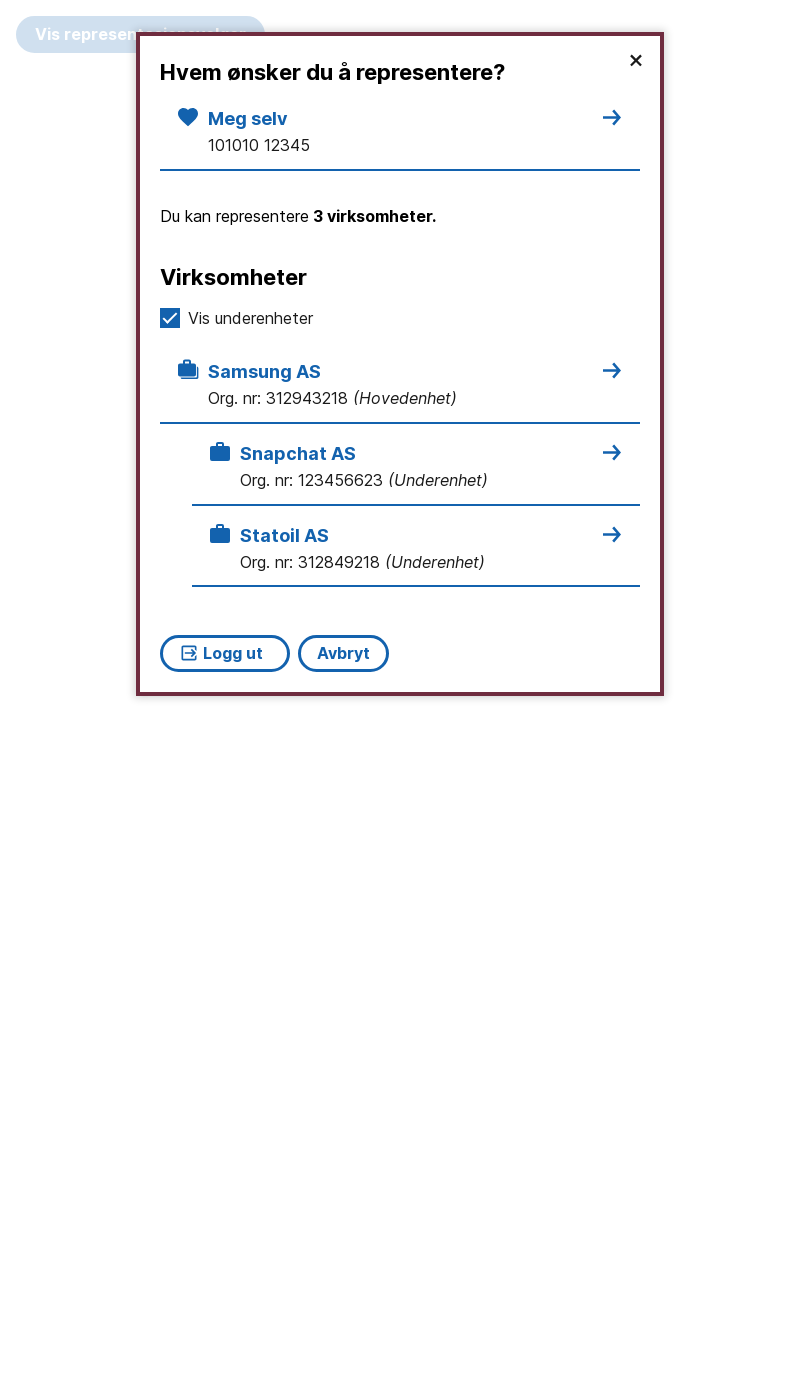 Vis represent
Hvem ønsker du å representere?
Meg selv
101010 12345
Du kan representere 3 virksomheter.
Virksomheter
Vis underenheter
Samsung AS
Org. nr: 312943218 (Hovedenhet)
Snapchat AS
Org. nr: 123456623 (Underenhet)
Statoil AS
Org. nr: 312849218 (Underenhet)
Logg ut
Avbryt